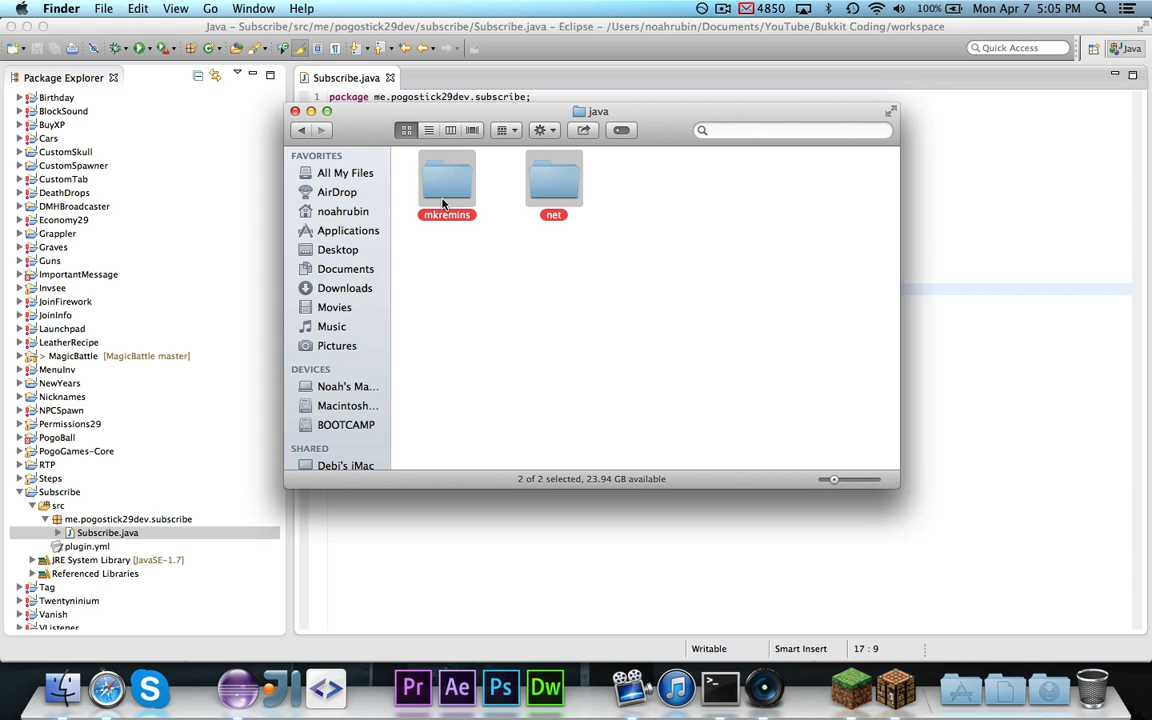 Finder File Edit View Go Window Help 4850 100% Mon Apr 7 5:05 PM
Java – Subscribe/src/me/pogostick29dev/subscribe/Subscribe.java – Eclipse – /Users/noahrubin/Documents/YouTube/Bukkit Coding/workspace
Quick Access Java
Package Explorer
Subscribe.java
1 package me.pogostick29dev.subscribe;
Birthday
BlockSound
BuyXP
Cars
CustomSkull
CustomSpawner
CustomTab
DeathDrops
DMHBroadcaster
Economy29
Grappler
Graves
Guns
ImportantMessage
Invsee
JoinFirework
JoinInfo
Launchpad
LeatherRecipe
> MagicBattle [MagicBattle master]
MenuInv
NewYears
Nicknames
NPCSpawn
Permissions29
PogoBall
PogoGames-Core
RTP
Steps
Subscribe
src
me.pogostick29dev.subscribe
Subscribe.java
plugin.yml
JRE System Library [JavaSE-1.7]
Referenced Libraries
Tag
Twentyninium
Vanish
VListener
java
FAVORITES
All My Files
AirDrop
noahrubin
Applications
Desktop
Documents
Downloads
Movies
Music
Pictures
DEVICES
Noah's Ma...
Macintosh...
BOOTCAMP
SHARED
Debi's iMac
mkremins
net
2 of 2 selected, 23.94 GB available
Writable Smart Insert 17 : 9
Pr Ae Ps Dw